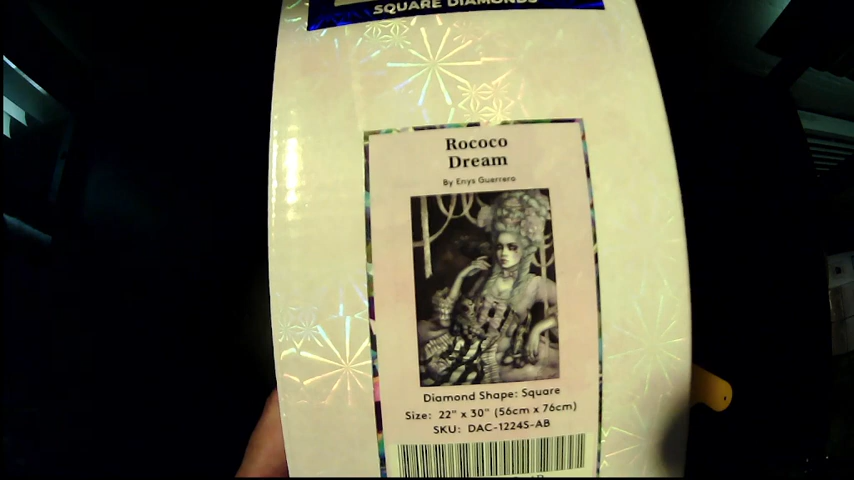 SQUARE DIAMONDS
Rococo
Dream
By Enys Guerrero
Diamond Shape: Square
Size: 22" x 30" (56cm x 76cm)
SKU: DAC-1224S-AB